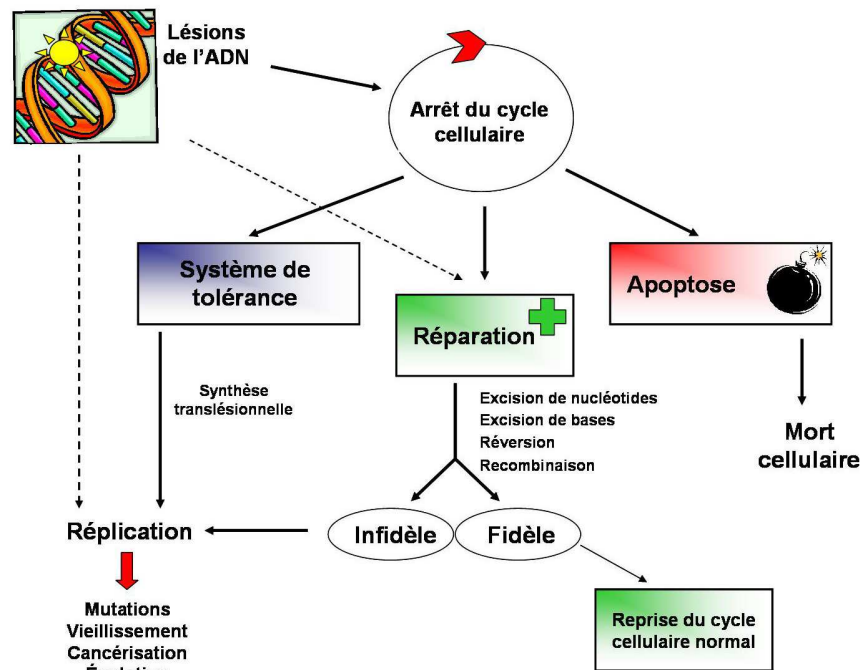 Lésions
de l'ADN
Arrêt du cycle
cellulaire
Système de
tolérance
Réparation
Apoptose
Synthèse
translésionnelle
Excision de nucléotides
Excision de bases
Réversion
Recombinaison
Mort
cellulaire
Réplication
Infidèle
Fidèle
Mutations
Vieillissement
Cancérisation
Reprise du cycle
cellulaire normal